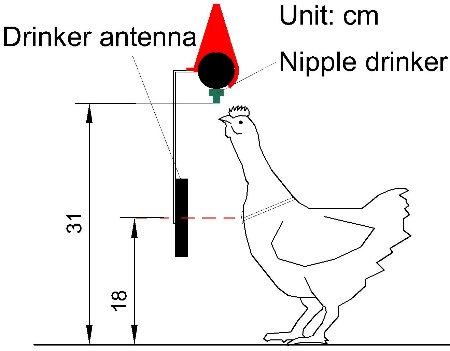 Unit: cm
Drinker antenna
Nipple drinker
31
18